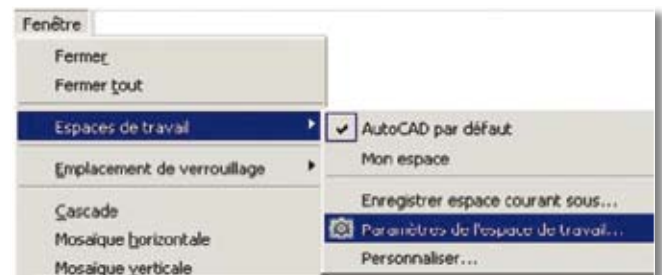 Fenêtre
Fermer
Fermer tout
Espaces de travail
Emplacement de verrouillage
Cascade
Mosaïque horizontale
Mosaïque verticale
AutoCAD par défaut
Mon espace
Enregistrer espace courant sous...
Paramètres de l'espace de travail...
Personnaliser...